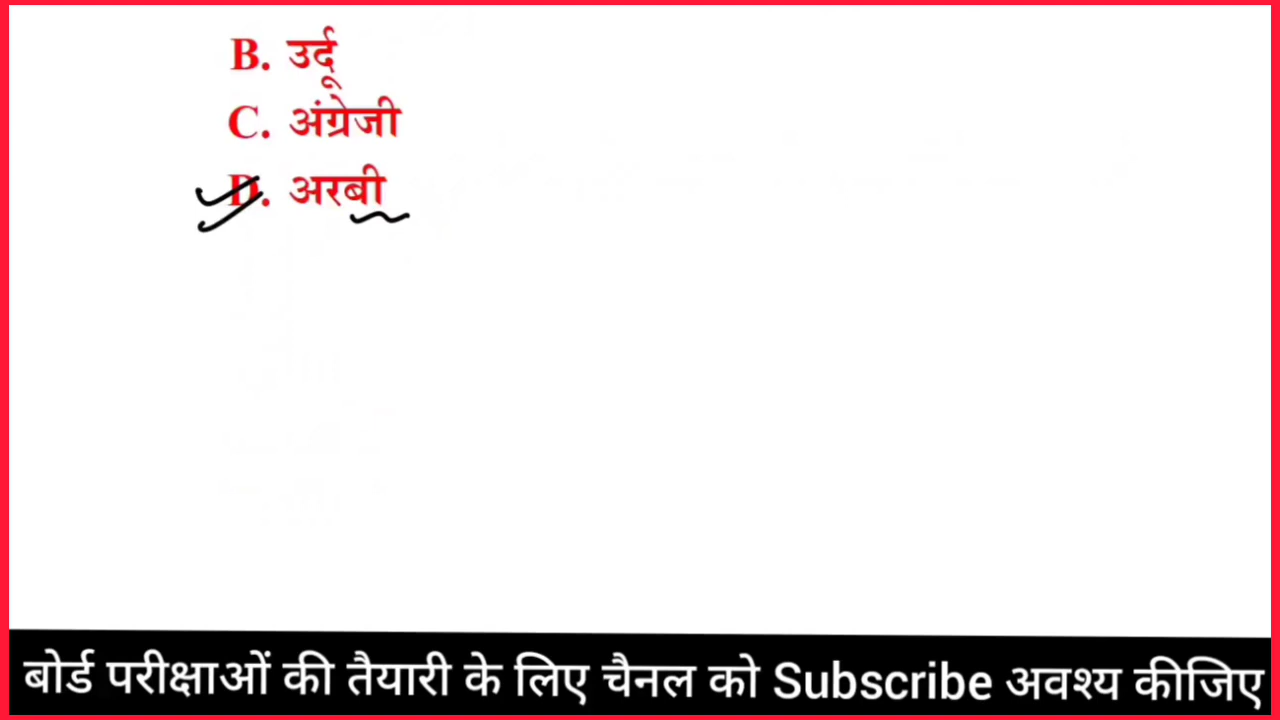 B. उर्दू
C. अंग्रेजी
D. अरबी
बोर्ड परीक्षाओं की तैयारी के लिए चैनल को Subscribe अवश्य कीजिए